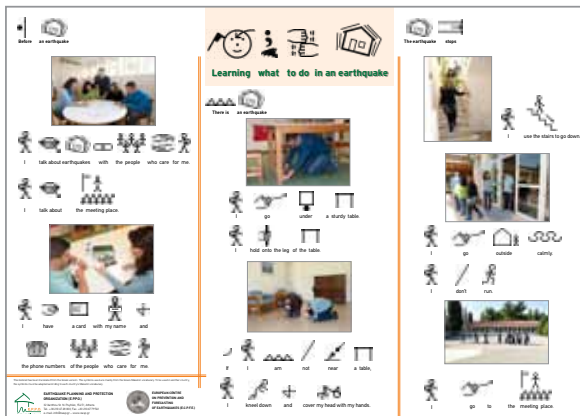 Before an earthquake
I talk about earthquakes with the people who care for me.
I talk about the meeting place.
I have a card with my name and
the phone numbers of the people who care for me.
EARTHQUAKE PLANNING AND PROTECTION
ORGANIZATION (E.P.P.O.)
EUROPEAN CENTRE
ON PREVENTION AND
FORECASTING
OF EARTHQUAKES (E.C.P.F.E.)
Learning what to do in an earthquake
There is an earthquake
I go under a sturdy table
I hold onto the leg of the table
If I am not near a table,
I kneel down and cover my head with my hands.
The earthquake stops
I use the stairs to go down
I go outside calmly.
I don't run.
I go to the meeting place